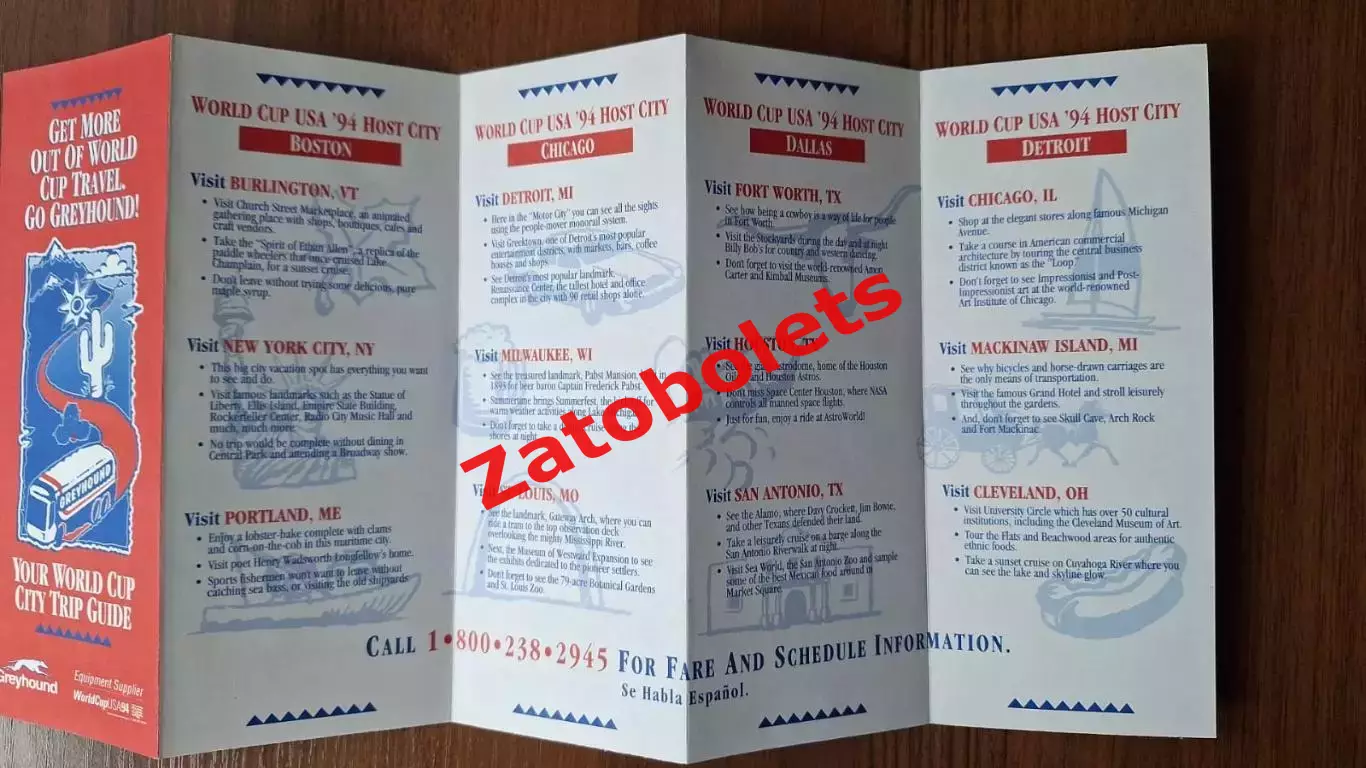 GET MORE
OUT OF WORLD
CUP TRAVEL.
GO GREYHOUND!
GREYHOUND
YOUR WORLD CUP
CITY TRIP GUIDE
Greyhound
Equipment Supplier
WorldCupUSA94
WORLD CUP USA '94 HOST CITY
BOSTON
Visit BURLINGTON, VT
• Visit Church Street Marketplace, an animated
gathering place with shops, boutiques, cafes and
craft vendors.
• Take the "Spirit of Ethan Allen", a replica of the
paddle wheelers that once cruised Lake
Champlain, for a sunset cruise.
• Don't leave without trying some delicious, pure
maple syrup.
Visit NEW YORK CITY, NY
• This big city vacation spot has everything you want
to see and do.
• Visit famous landmarks such as the Statue of
Liberty, Ellis Island, Empire State Building,
Rockerfeller Center, Radio City Music Hall and
much, much more.
• No trip would be complete without dining in
Central Park and attending a Broadway show.
Visit PORTLAND, ME
• Enjoy a lobster-bake complete with clams
and corn-on-the-cob in this maritime city.
• Visit poet Henry Wadsworth Longfellow's home.
• Sports fishermen won't want to leave without
catching sea bass, or visiting the old shipyards.
WORLD CUP USA '94 HOST CITY
CHICAGO
Visit DETROIT, MI
• Here in the "Motor City" you can see all the sights
using the people-mover monorail system.
• Visit Greektown, one of Detroit's most popular
entertainment districts, with markets, bars, coffee
houses and shops.
• See Detroit's most popular landmark,
Renaissance Center, the tallest hotel and office
complex in the city with 90 retail shops alone.
Visit MILWAUKEE, WI
• See the treasured landmark, Pabst Mansion, in
1893 for beer baron Captain Frederick Pabst.
• Summertime brings Summerfest, the for
warm weather activities along Lake
• Don't forget to take a cruise the
shores at night.
Visit ST. LOUIS, MO
• See the landmark, Gateway Arch, where you can
ride a tram to the top observation deck
overlooking the mighty Mississippi River.
• Next, the Museum of Westward Expansion to see
the exhibits dedicated to the pioneer settlers.
• Don't forget to see the 79-acre Botanical Gardens
and St. Louis Zoo.
WORLD CUP USA '94 HOST CITY
DALLAS
Visit FORT WORTH, TX
• See how being a cowboy is a way of life for people
in Fort Worth.
• Visit the Stockyards during the day and at night
Billy Bob's for country and western dancing.
• Don't forget to visit the world-renowned Amon
Carter and Kimball Museums.
Visit HOUSTON, TX
• See the Astrodome, home of the Houston
Oilers and Houston Astros.
• Don't miss Space Center Houston, where NASA
controls all manned space flights.
• Just for fun, enjoy a ride at AstroWorld!
Visit SAN ANTONIO, TX
• See the Alamo, where Davy Crockett, Jim Bowie,
and other Texans defended their land.
• Take a leisurely cruise on a barge along the
San Antonio Riverwalk at night.
• Visit Sea World, the San Antonio Zoo and sample
some of the best Mexican food around in
Market Square.
WORLD CUP USA '94 HOST CITY
DETROIT
Visit CHICAGO, IL
• Shop at the elegant stores along famous Michigan
Avenue.
• Take a course in American commercial
architecture by touring the central business
district known as the "Loop."
• Don't forget to see Impressionist and Post-
Impressionist art at the world-renowned
Art Institute of Chicago.
Visit MACKINAW ISLAND, MI
• See why bicycles and horse-drawn carriages are
the only means of transportation.
• Visit the famous Grand Hotel and stroll leisurely
throughout the gardens.
• And, don't forget to see Skull Cave, Arch Rock
and Fort Mackinac.
Visit CLEVELAND, OH
• Visit University Circle which has over 50 cultural
institutions, including the Cleveland Museum of Art.
• Tour the Flats and Beachwood areas for authentic
ethnic foods.
• Take a sunset cruise on Cuyahoga River where you
can see the lake and skyline glow.
CALL 1•800•238•2945 FOR FARE AND SCHEDULE INFORMATION.
Se Habla Español.
Zatobolets